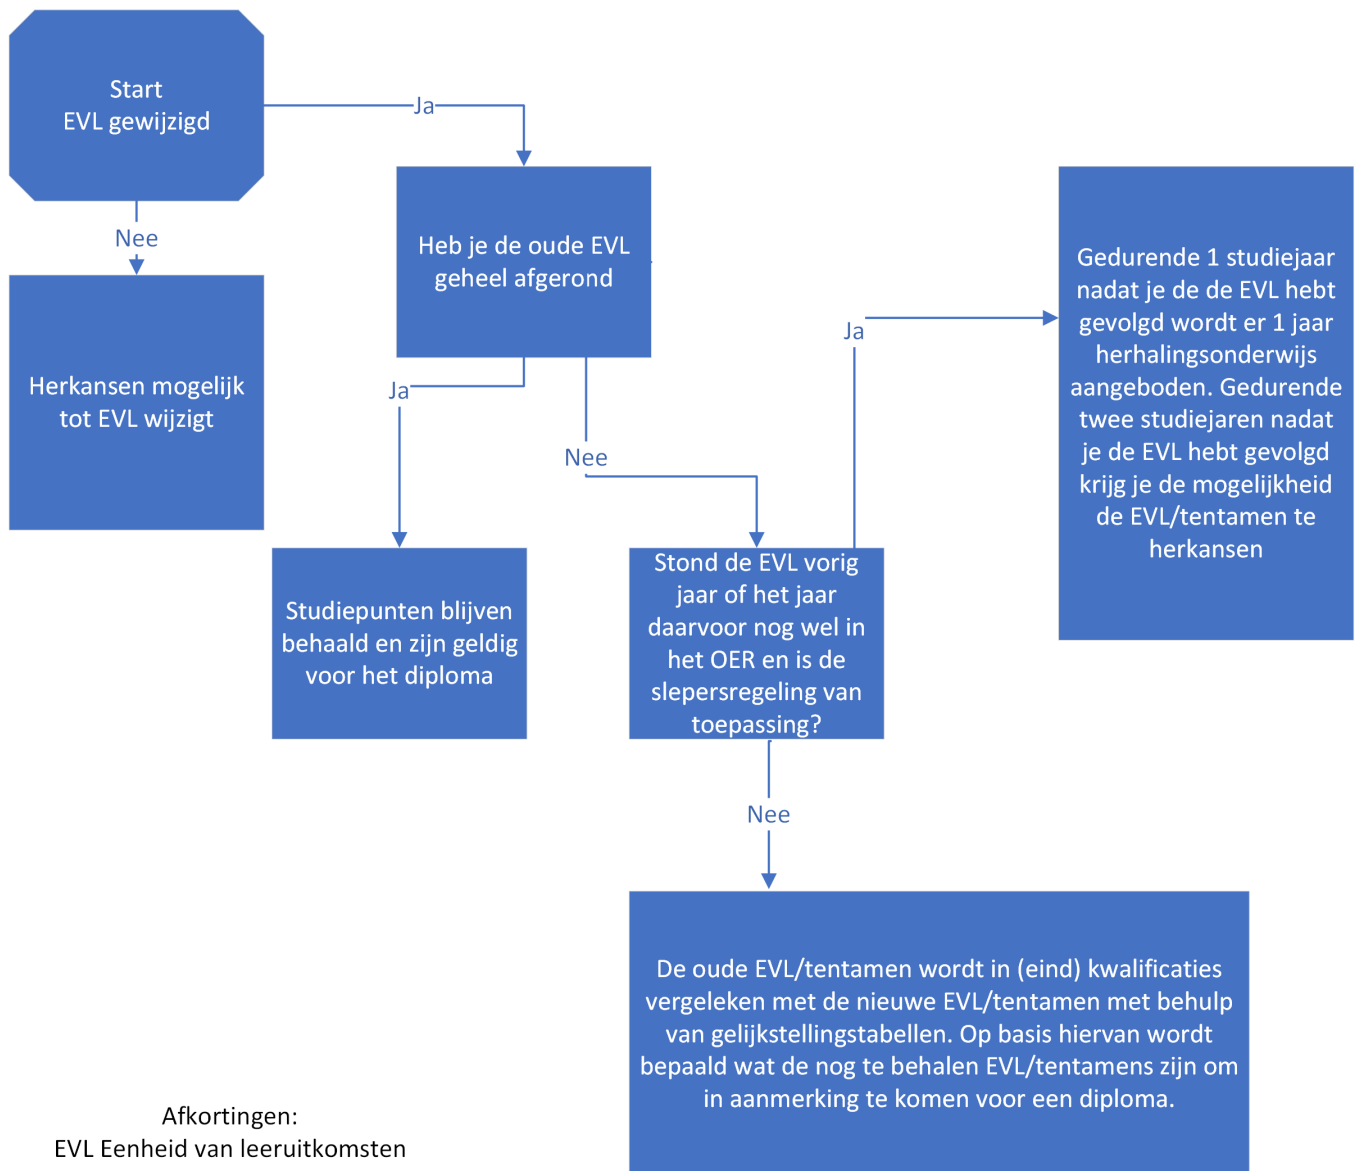 Start
EVL gewijzigd
Ja
Nee
Herkansen mogelijk
tot EVL wijzigt
Heb je de oude EVL
geheel afgerond
Ja
Nee
Studiepunten blijven
behaald en zijn geldig
voor het diploma
Stond de EVL vorig
jaar of het jaar
daarvoor nog wel in
het OER en is de
slepersregeling van
toepassing?
Ja
Gedurende 1 studiejaar
nadat je de de EVL hebt
gevolgd wordt er 1 jaar
herhalingsonderwijs
aangeboden. Gedurende
twee studiejaren nadat
je de EVL hebt gevolgd
krijg je de mogelijkheid
de EVL/tentamen te
herkansen
Nee
De oude EVL/tentamen wordt in (eind) kwalificaties
vergeleken met de nieuwe EVL/tentamen met behulp
van gelijkstellingstabellen. Op basis hiervan wordt
bepaald wat de nog te behalen EVL/tentamens zijn om
in aanmerking te komen voor een diploma.
Afkortingen:
EVL Eenheid van leeruitkomsten